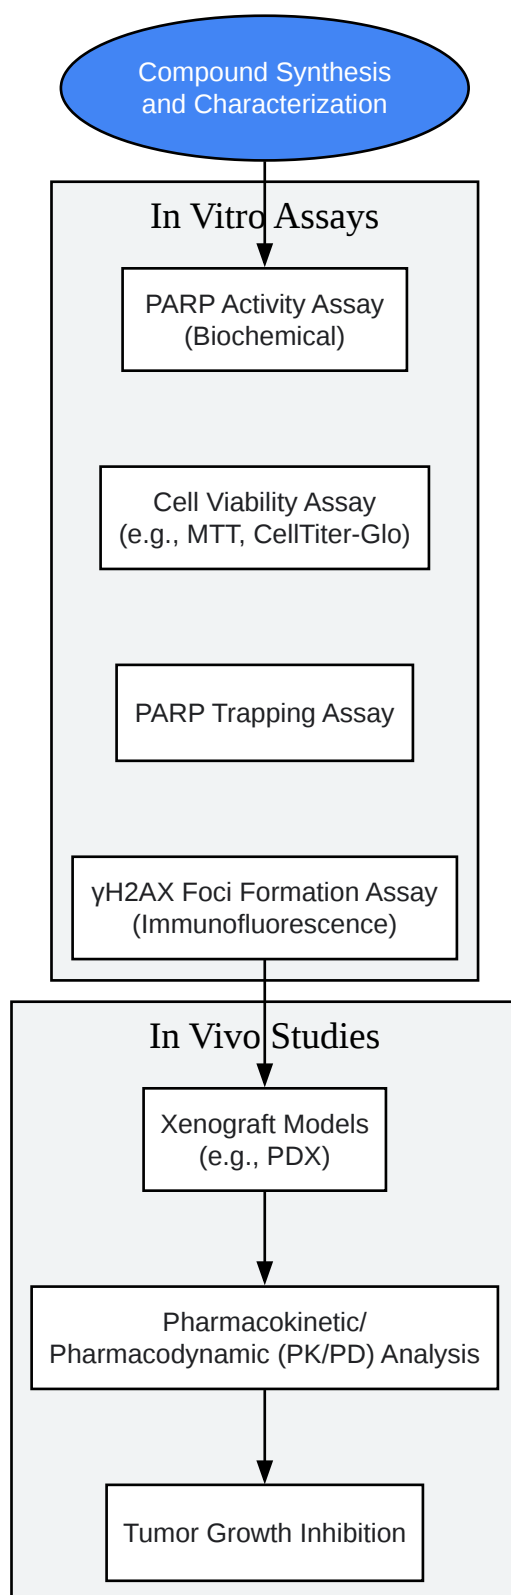 Compound Synthesis
and Characterization
In Vitro Assays
PARP Activity Assay
(Biochemical)
Cell Viability Assay
(e.g., MTT, CellTiter-Glo)
PARP Trapping Assay
γH2AX Foci Formation Assay
(Immunofluorescence)
In Vivo Studies
Xenograft Models
(e.g., PDX)
Pharmacokinetic/
Pharmacodynamic (PK/PD) Analysis
Tumor Growth Inhibition